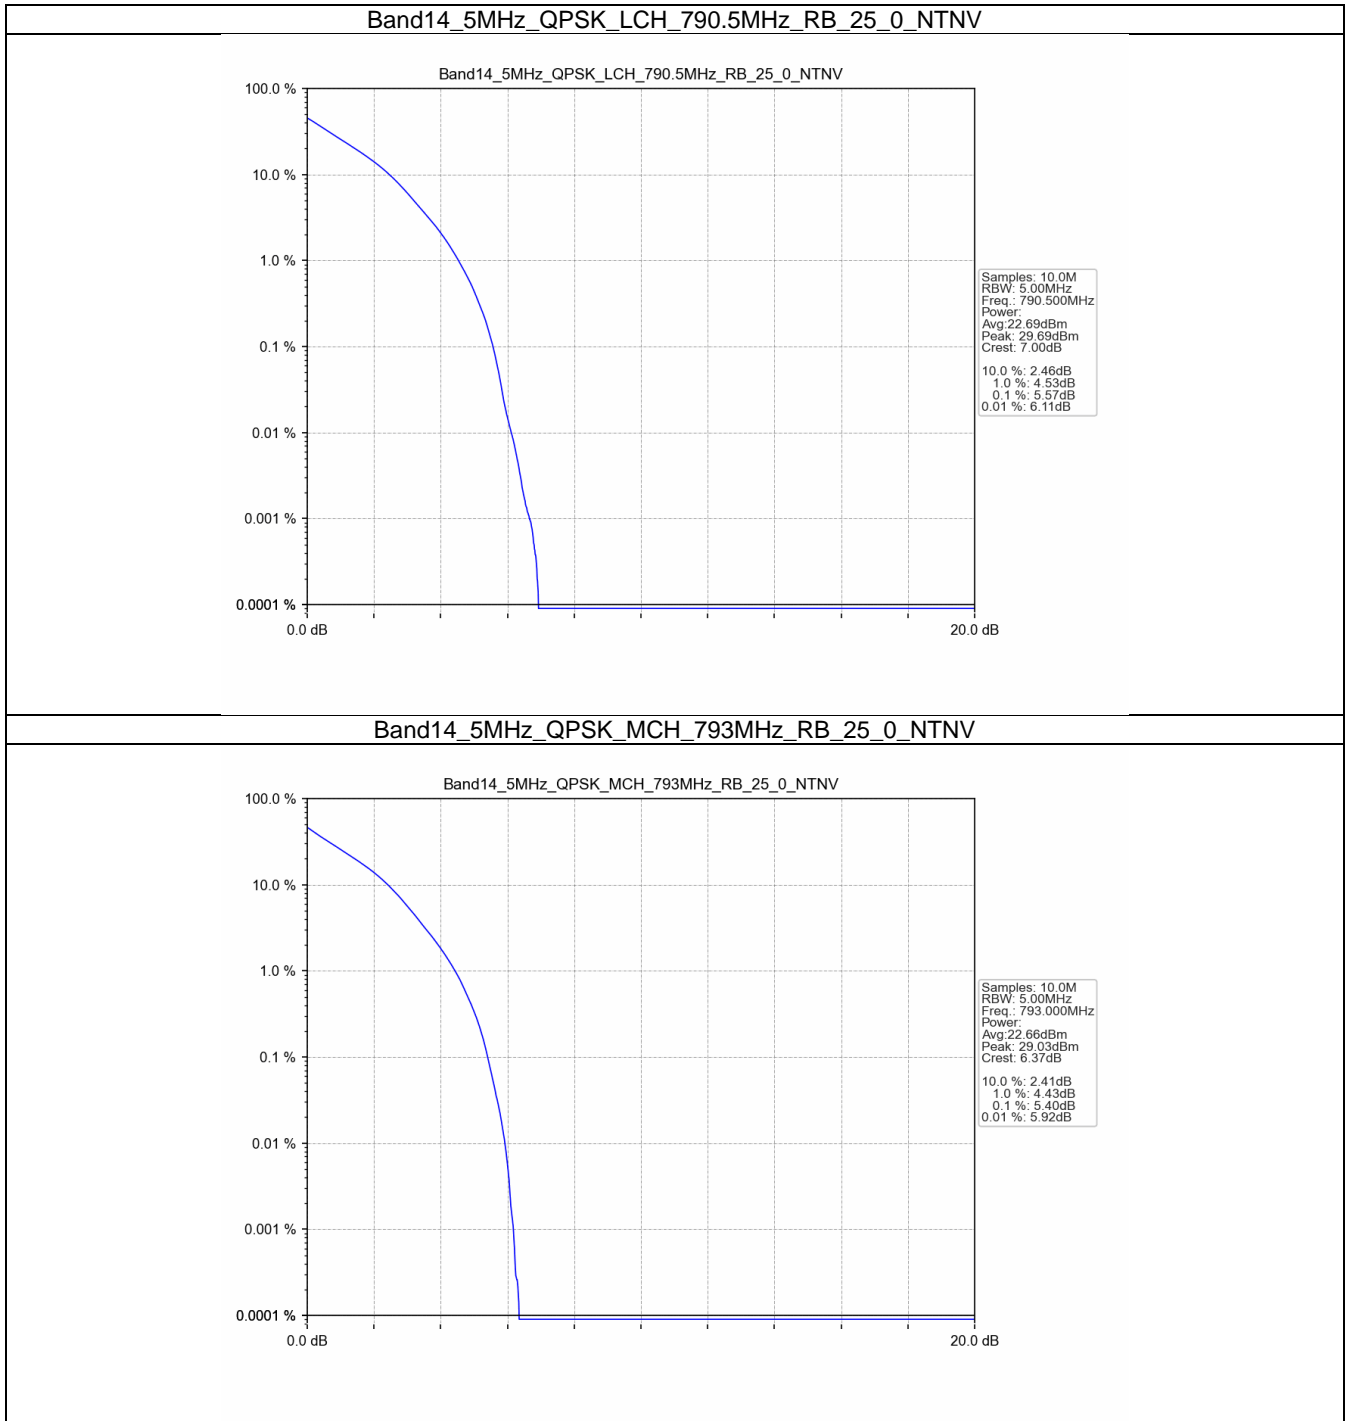 Band14_5MHz_QPSK_LCH_790.5MHz_RB_25_0_NTNV
Band14_5MHz_QPSK_LCH_790.5MHz_RB_25_0_NTNV
100.0 %
10.0 %
1.0 %
0.1 %
0.01 %
0.001 %
0.0001 %
0.0 dB
20.0 dB
Samples: 10.0M
RBW: 5.00MHz
Freq.: 790.500MHz
Power:
Avg:22.69dBm
Peak: 29.69dBm
Crest: 7.00dB
10.0 %: 2.46dB
1.0 %: 4.53dB
0.1 %: 5.57dB
0.01 %: 6.11dB
Band14_5MHz_QPSK_MCH_793MHz_RB_25_0_NTNV
Band14_5MHz_QPSK_MCH_793MHz_RB_25_0_NTNV
100.0 %
10.0 %
1.0 %
0.1 %
0.01 %
0.001 %
0.0001 %
0.0 dB
20.0 dB
Samples: 10.0M
RBW: 5.00MHz
Freq.: 793.000MHz
Power:
Avg:22.66dBm
Peak: 29.03dBm
Crest: 6.37dB
10.0 %: 2.41dB
1.0 %: 4.43dB
0.1 %: 5.40dB
0.01 %: 5.92dB